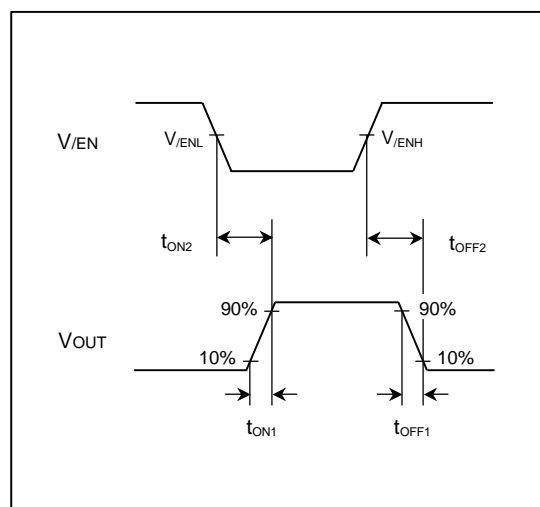 V/EN
V/ENL
V/ENH
tON2
tOFF2
VOUT
90%
90%
10%
10%
tON1
tOFF1